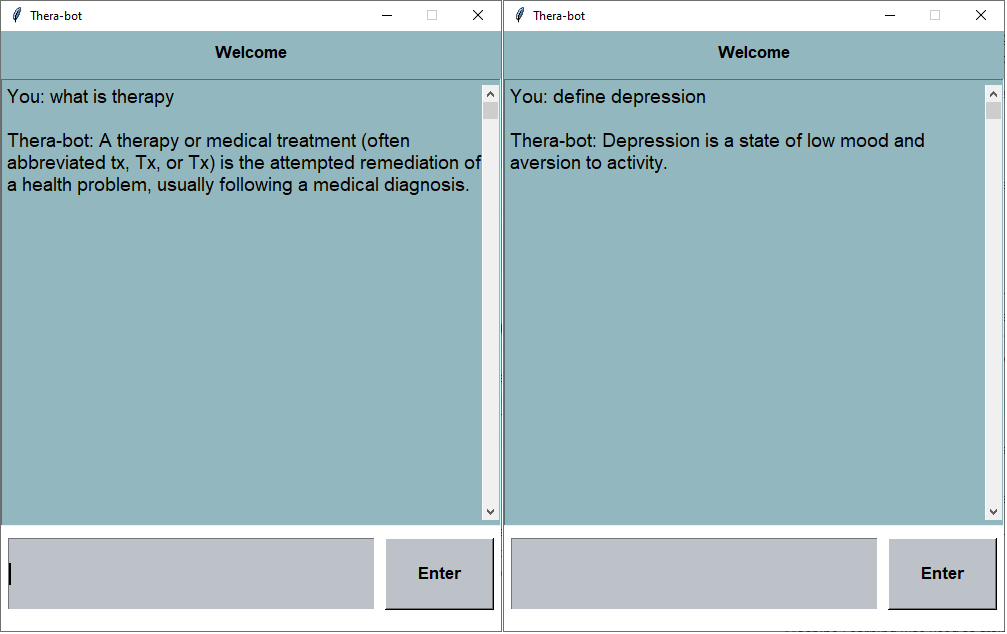 Thera-bot
Welcome
You: what is therapy
Thera-bot: A therapy or medical treatment (often
abbreviated tx, Tx, or Tx) is the attempted remediation of
a health problem, usually following a medical diagnosis.
Enter
Thera-bot
Welcome
You: define depression
Thera-bot: Depression is a state of low mood and
aversion to activity.
Enter